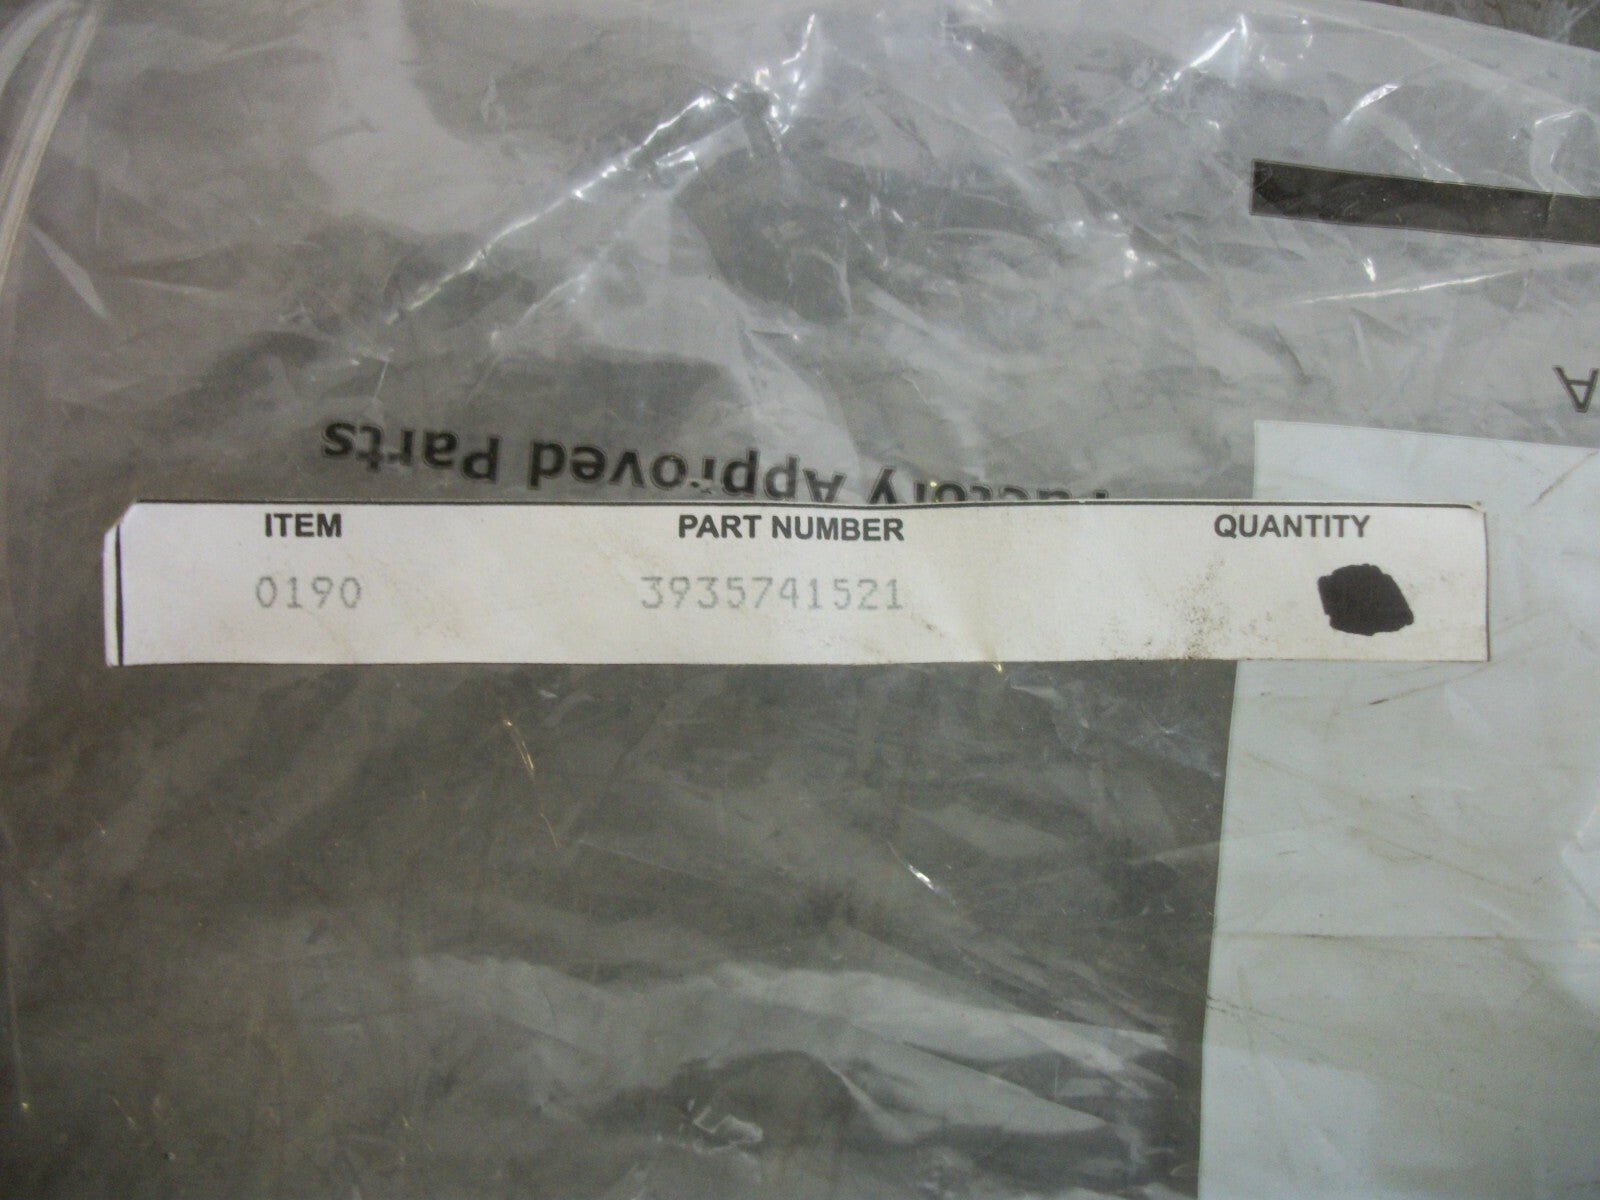 Factory Approved Parts
ITEM PART NUMBER QUANTITY
0190 3935741521
A